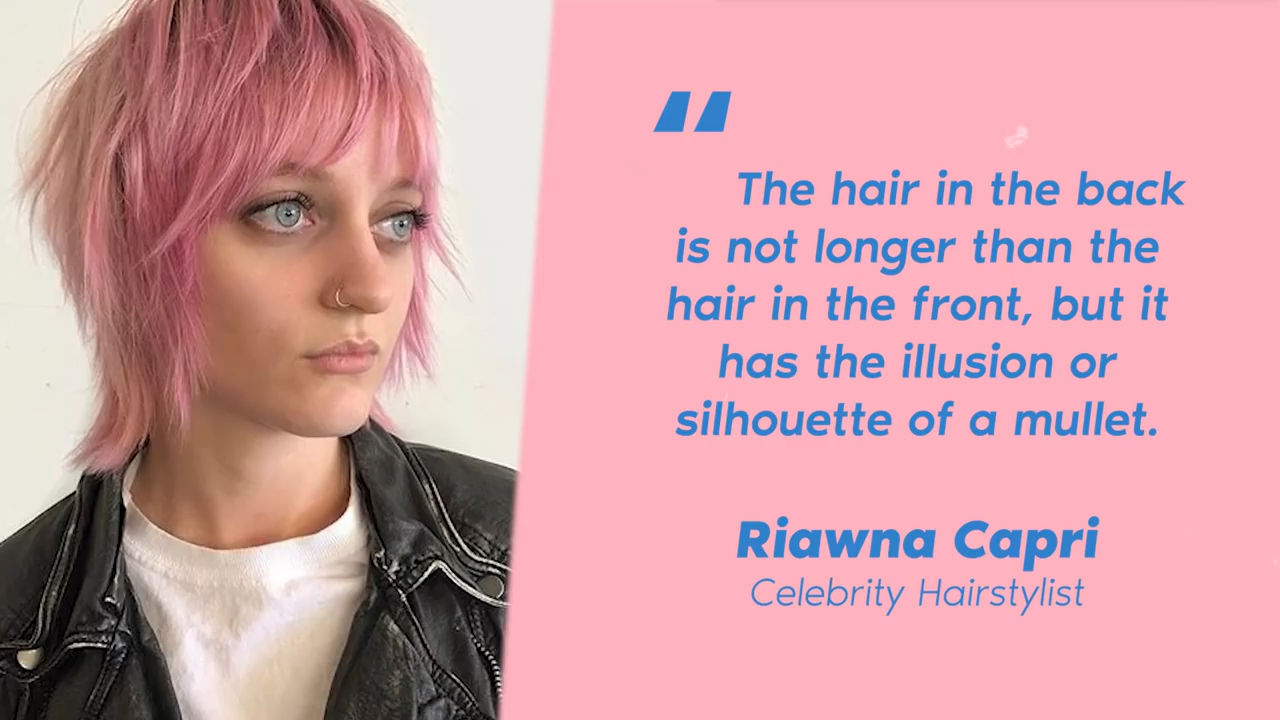 “
The hair in the back
is not longer than the
hair in the front, but it
has the illusion or
silhouette of a mullet.
Riawna Capri
Celebrity Hairstylist